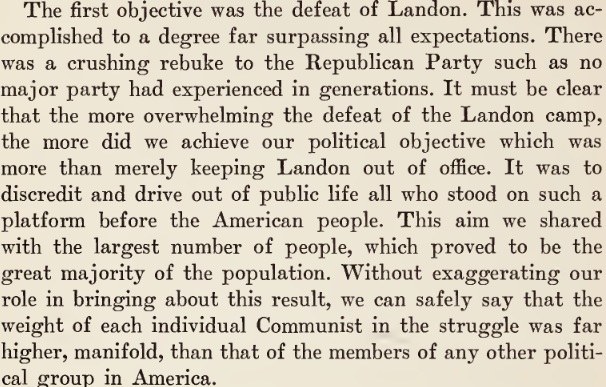 The first objective was the defeat of Landon. This was ac-
complished to a degree far surpassing all expectations. There
was a crushing rebuke to the Republican Party such as no
major party had experienced in generations. It must be clear
that the more overwhelming the defeat of the Landon camp,
the more did we achieve our political objective which was
more than merely keeping Landon out of office. It was to
discredit and drive out of public life all who stood on such a
platform before the American people. This aim we shared
with the largest number of people, which proved to be the
great majority of the population. Without exaggerating our
role in bringing about this result, we can safely say that the
weight of each individual Communist in the struggle was far
higher, manifold, than that of the members of any other politi-
cal group in America.